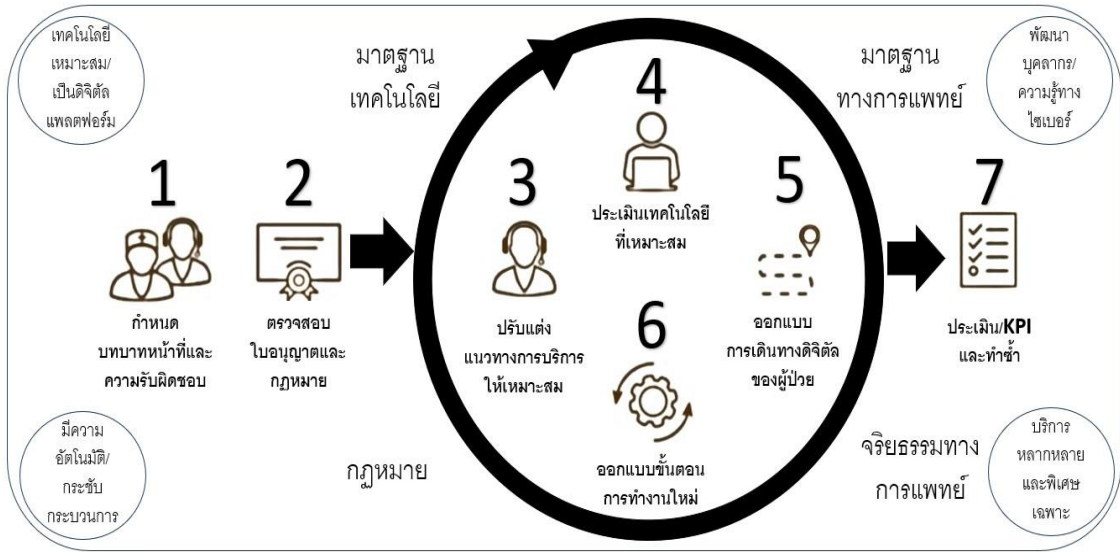 เทคโนโลยี
เหมาะสม/
เป็นดิจิตัล
แพลตฟอร์ม
มาตฐาน
เทคโนโลยี
มาตฐาน
ทางการแพทย์
พัฒนา
บุคลากร/
ความรู้ทาง
ไซเบอร์
1
กำหนด
บทบาทหน้าที่และ
ความรับผิดชอบ
2
ตรวจสอบ
ใบอนุญาตและ
กฏหมาย
3
ปรับแต่ง
แนวทางการบริการ
ให้เหมาะสม
4
ประเมินเทคโนโลยี
ที่เหมาะสม
5
ออกแบบ
การเดินทางดิจิตัล
ของผู้ป่วย
6
ออกแบบขั้นตอน
การทำงานใหม่
7
ประเมิน/KPI
และทำซ้ำ
มีความ
อัตโนมัติ/
กระชับ
กระบวนการ
กฏหมาย
จริยธรรมทาง
การแพทย์
บริการ
หลากหลาย
และพิเศษ
เฉพาะ